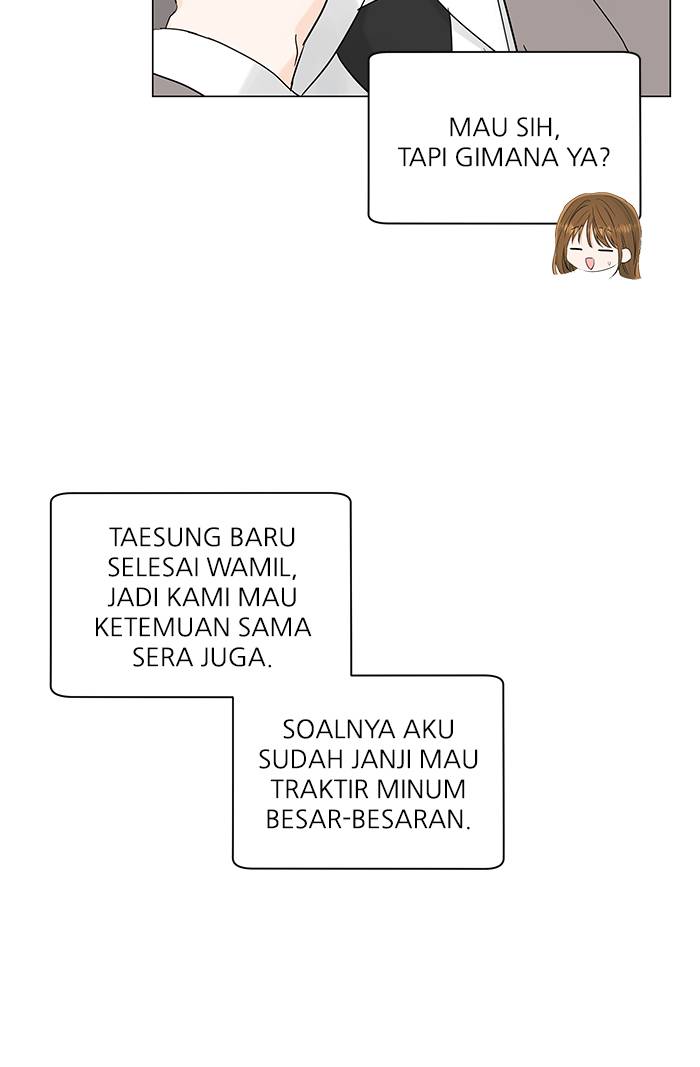 MAU SIH,
TAPI GIMANA YA?
TAESUNG BARU
SELESAI WAMIL,
JADI KAMI MAU
KETEMUAN SAMA
SERA JUGA.
SOALNYA AKU
SUDAH JANJI MAU
TRAKTIR MINUM
BESAR-BESARAN.